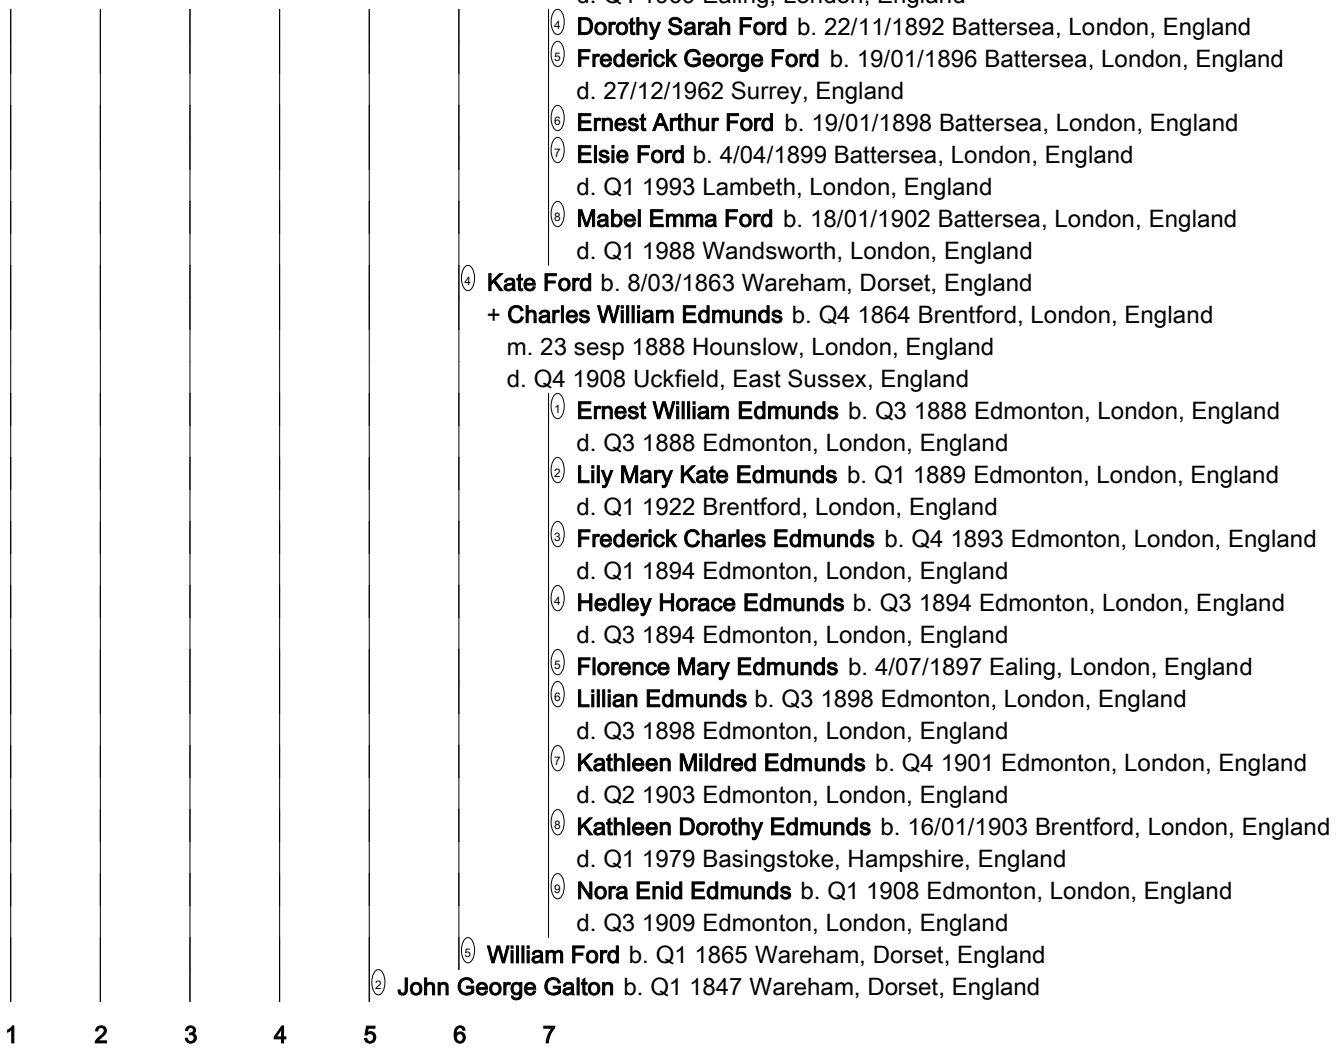 d. Q1 1960 Ealing, London, England
4 Dorothy Sarah Ford b. 22/11/1892 Battersea, London, England
5 Frederick George Ford b. 19/01/1896 Battersea, London, England
d. 27/12/1962 Surrey, England
6 Ernest Arthur Ford b. 19/01/1898 Battersea, London, England
7 Elsie Ford b. 4/04/1899 Battersea, London, England
d. Q1 1993 Lambeth, London, England
8 Mabel Emma Ford b. 18/01/1902 Battersea, London, England
d. Q1 1988 Wandsworth, London, England
4 Kate Ford b. 8/03/1863 Wareham, Dorset, England
+ Charles William Edmunds b. Q4 1864 Brentford, London, England
m. 23 sesp 1888 Hounslow, London, England
d. Q4 1908 Uckfield, East Sussex, England
1 Ernest William Edmunds b. Q3 1888 Edmonton, London, England
d. Q3 1888 Edmonton, London, England
2 Lily Mary Kate Edmunds b. Q1 1889 Edmonton, London, England
d. Q1 1922 Brentford, London, England
3 Frederick Charles Edmunds b. Q4 1893 Edmonton, London, England
d. Q1 1894 Edmonton, London, England
4 Hedley Horace Edmunds b. Q3 1894 Edmonton, London, England
d. Q3 1894 Edmonton, London, England
5 Florence Mary Edmunds b. 4/07/1897 Ealing, London, England
6 Lillian Edmunds b. Q3 1898 Edmonton, London, England
d. Q3 1898 Edmonton, London, England
7 Kathleen Mildred Edmunds b. Q4 1901 Edmonton, London, England
d. Q2 1903 Edmonton, London, England
8 Kathleen Dorothy Edmunds b. 16/01/1903 Brentford, London, England
d. Q1 1979 Basingstoke, Hampshire, England
9 Nora Enid Edmunds b. Q1 1908 Edmonton, London, England
d. Q3 1909 Edmonton, London, England
5 William Ford b. Q1 1865 Wareham, Dorset, England
2 John George Galton b. Q1 1847 Wareham, Dorset, England
1 2 3 4 5 6 7